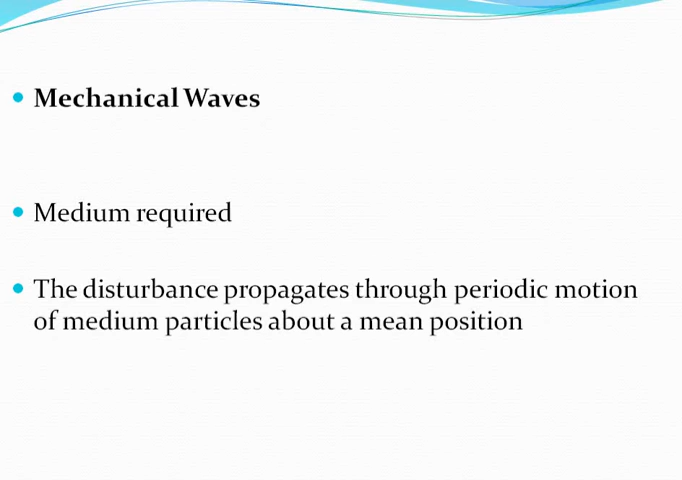 Mechanical Waves
Medium required
The disturbance propagates through periodic motion
of medium particles about a mean position